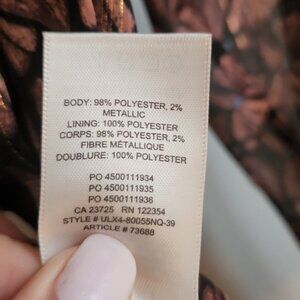 BODY: 98% POLYESTER, 2%
METALLIC
LINING: 100% POLYESTER
CORPS: 98% POLYESTER, 2%
FIBRE MÉTALLIQUE
DOUBLURE: 100% POLYESTER
PO 4500111934
PO 4500111935
PO 4500111936
CA 23725 RN 122354
STYLE # ULX4-80055NQ-39
ARTICLE # 73688